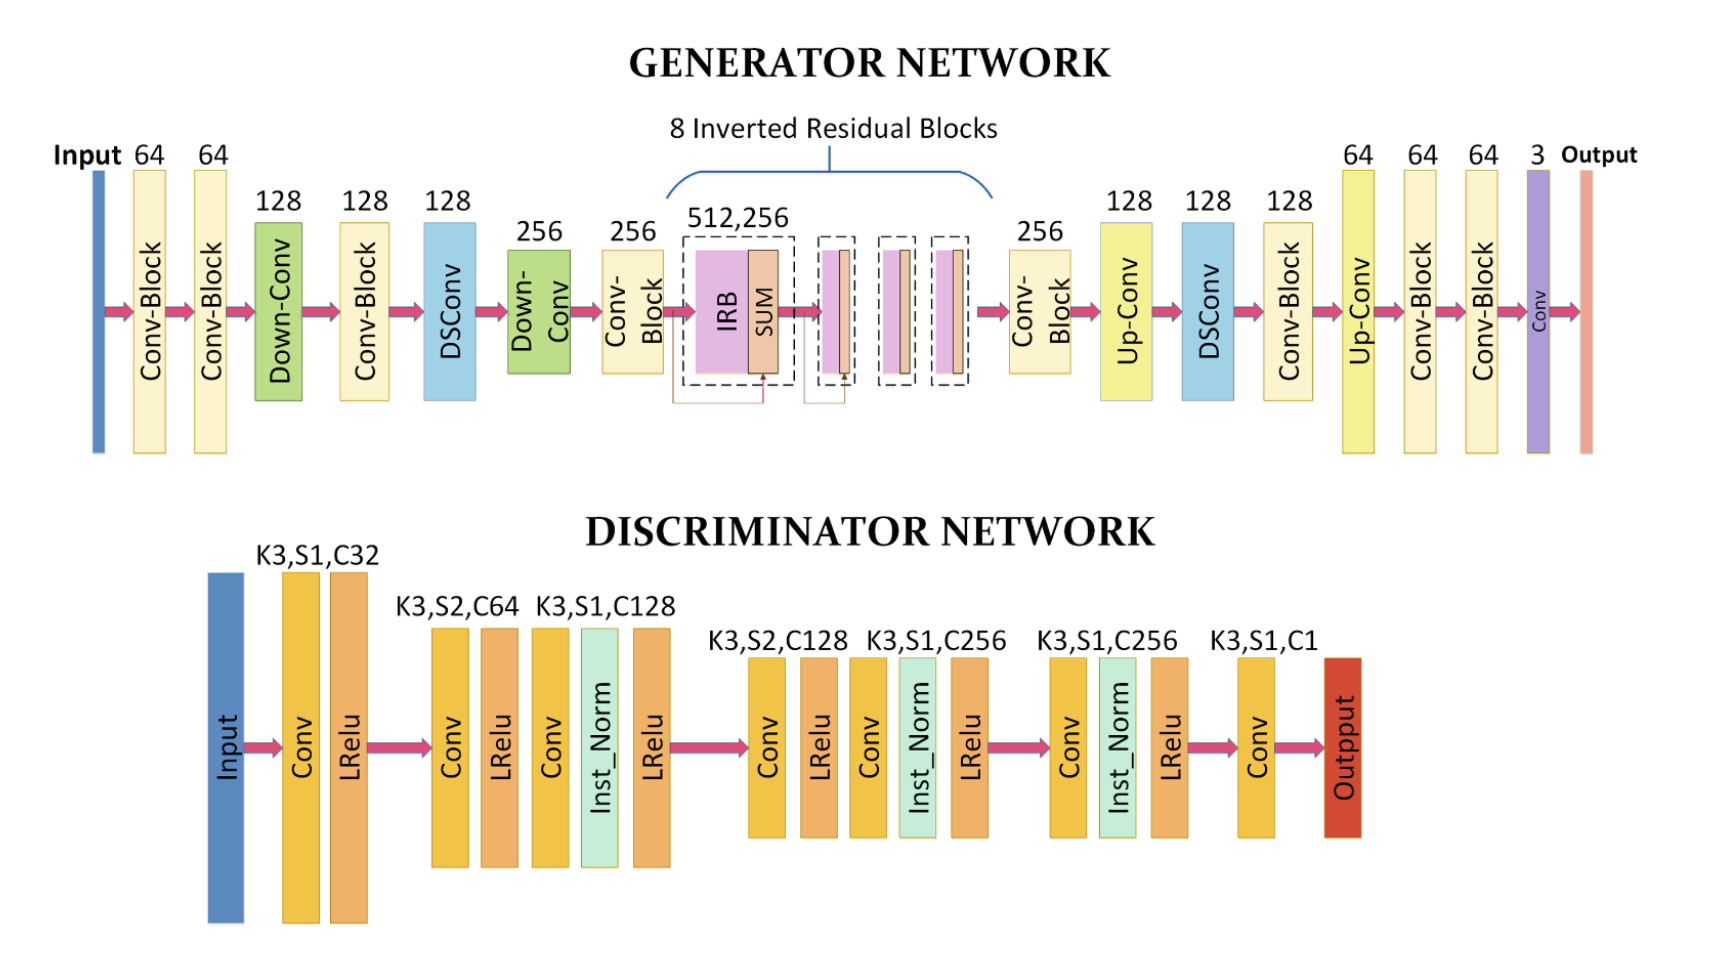 GENERATOR NETWORK
8 Inverted Residual Blocks
Input 64 64 128 128 128 256 256 512,256 256 128 128 128 64 64 64 3 Output
Conv-Block
Conv-Block
Down-Conv
Conv-Block
DSConv
Down-
Conv
Conv-
Block
IRB
SUM
Conv-
Block
Up-Conv
DSConv
Conv-Block
Up-Conv
Conv-Block
Conv-Block
Conv
DISCRIMINATOR NETWORK
K3,S1,C32
K3,S2,C64 K3,S1,C128
K3,S2,C128 K3,S1,C256 K3,S1,C256 K3,S1,C1
Input
Conv
LRelu
Conv
LRelu
Conv
Inst_Norm
LRelu
Conv
LRelu
Conv
Inst_Norm
LRelu
Conv
Inst_Norm
LRelu
Conv
Outpput